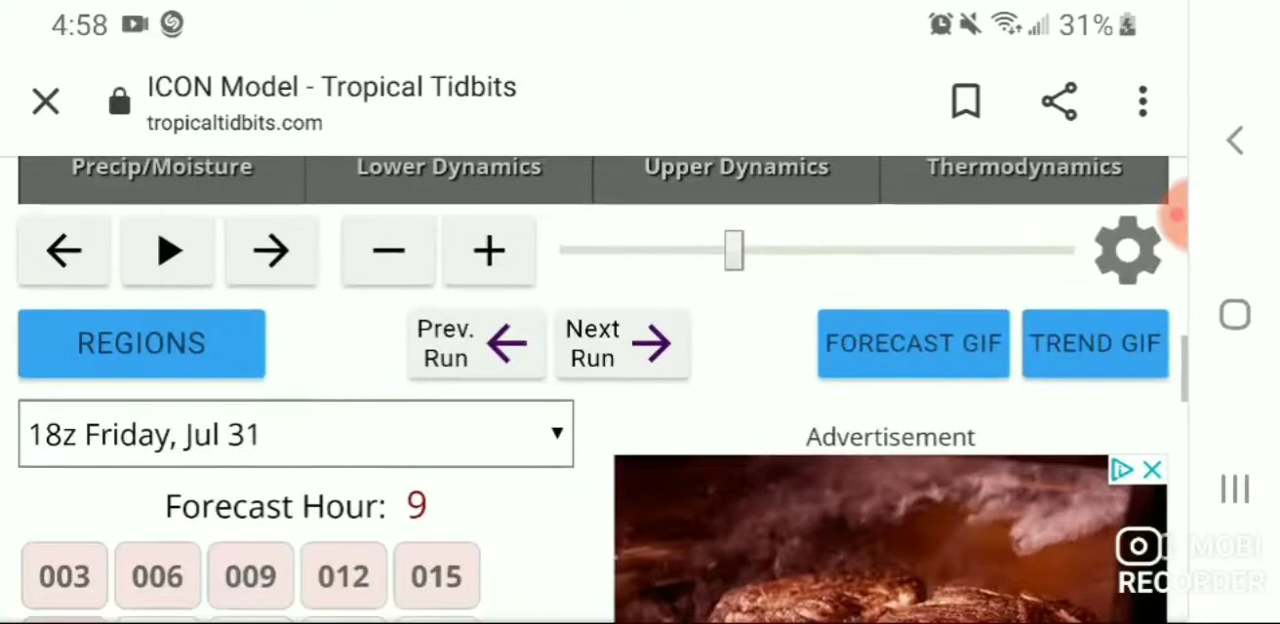 4:58
31%
ICON Model - Tropical Tidbits
tropicaltidbits.com
Precip/Moisture
Lower Dynamics
Upper Dynamics
Thermodynamics
REGIONS
Prev.
Run
Next
Run
FORECAST GIF
TREND GIF
18z Friday, Jul 31
Advertisement
Forecast Hour: 9
003
006
009
012
015
MOBI
RECORDER